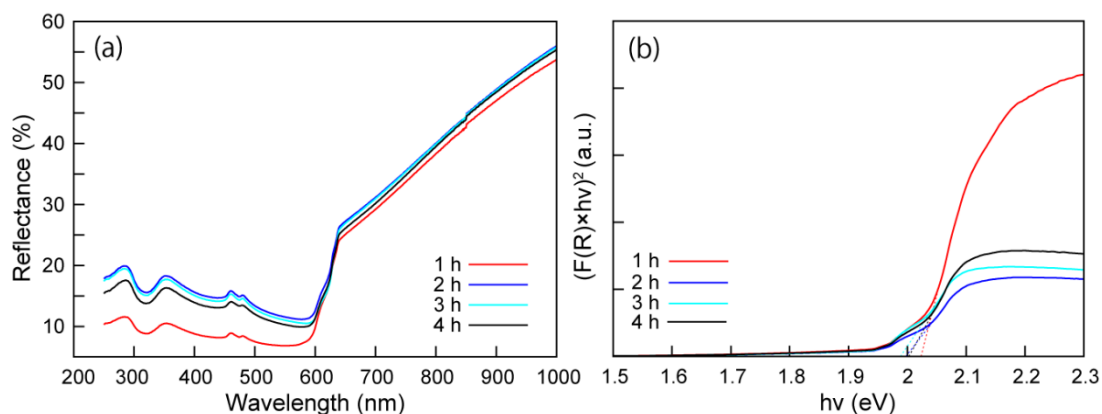 (a)
Reflectance (%)
60
50
40
30
20
10
1 h
2 h
3 h
4 h
200 300 400 500 600 700 800 900 1000
Wavelength (nm)
(b)
(F(R)×hν)² (a.u.)
1 h
2 h
3 h
4 h
1.5 1.6 1.7 1.8 1.9 2 2.1 2.2 2.3
hν (eV)